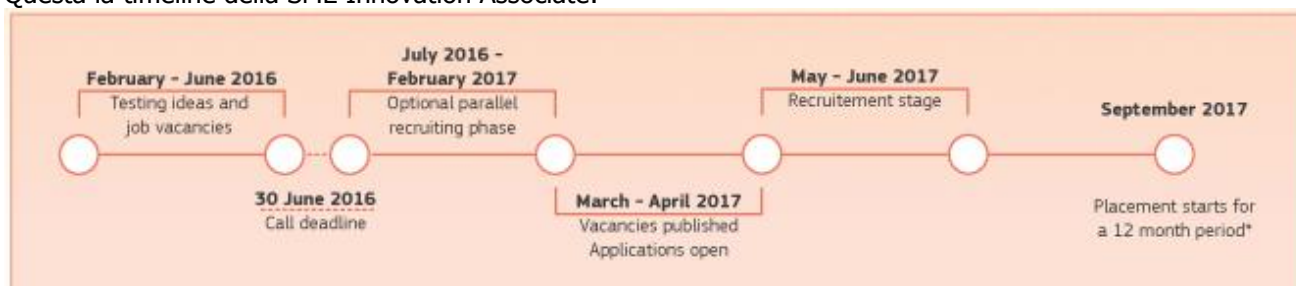 Questa la timeline della SME Innovation Associate:
February - June 2016
Testing ideas and
job vacancies
30 June 2016
Call deadline
July 2016 -
February 2017
Optional parallel
recruiting phase
March - April 2017
Vacancies published
Applications open
May - June 2017
Recruitement stage
September 2017
Placement starts for
a 12 month period*